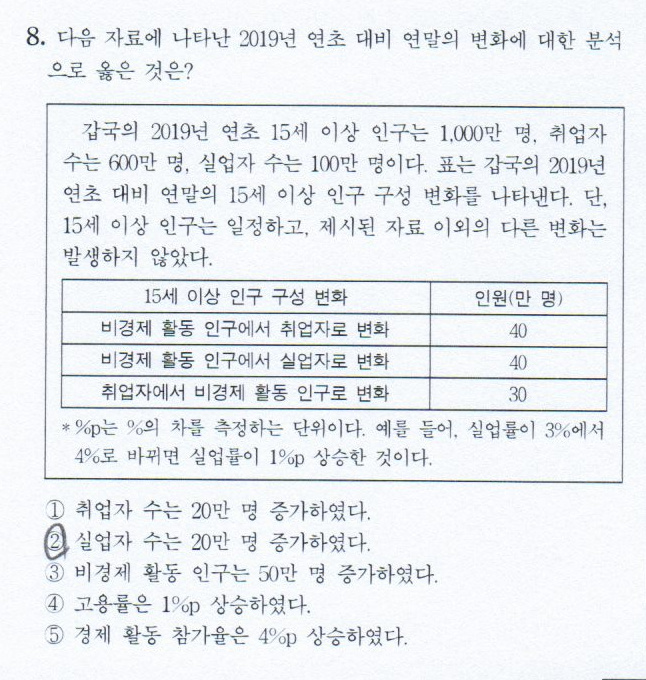 8. 다음 자료에 나타난 2019년 연초 대비 연말의 변화에 대한 분석
으로 옳은 것은?
갑국의 2019년 연초 15세 이상 인구는 1,000만 명, 취업자
수는 600만 명, 실업자 수는 100만 명이다. 표는 갑국의 2019년
연초 대비 연말의 15세 이상 인구 구성 변화를 나타낸다. 단,
15세 이상 인구는 일정하고, 제시된 자료 이외의 다른 변화는
발생하지 않았다.
15세 이상 인구 구성 변화 인원(만 명)
비경제 활동 인구에서 취업자로 변화 40
비경제 활동 인구에서 실업자로 변화 40
취업자에서 비경제 활동 인구로 변화 30
* %p는 %의 차를 측정하는 단위이다. 예를 들어, 실업률이 3%에서
4%로 바뀌면 실업률이 1%p 상승한 것이다.
① 취업자 수는 20만 명 증가하였다.
② 실업자 수는 20만 명 증가하였다.
③ 비경제 활동 인구는 50만 명 증가하였다.
④ 고용률은 1%p 상승하였다.
⑤ 경제 활동 참가율은 4%p 상승하였다.